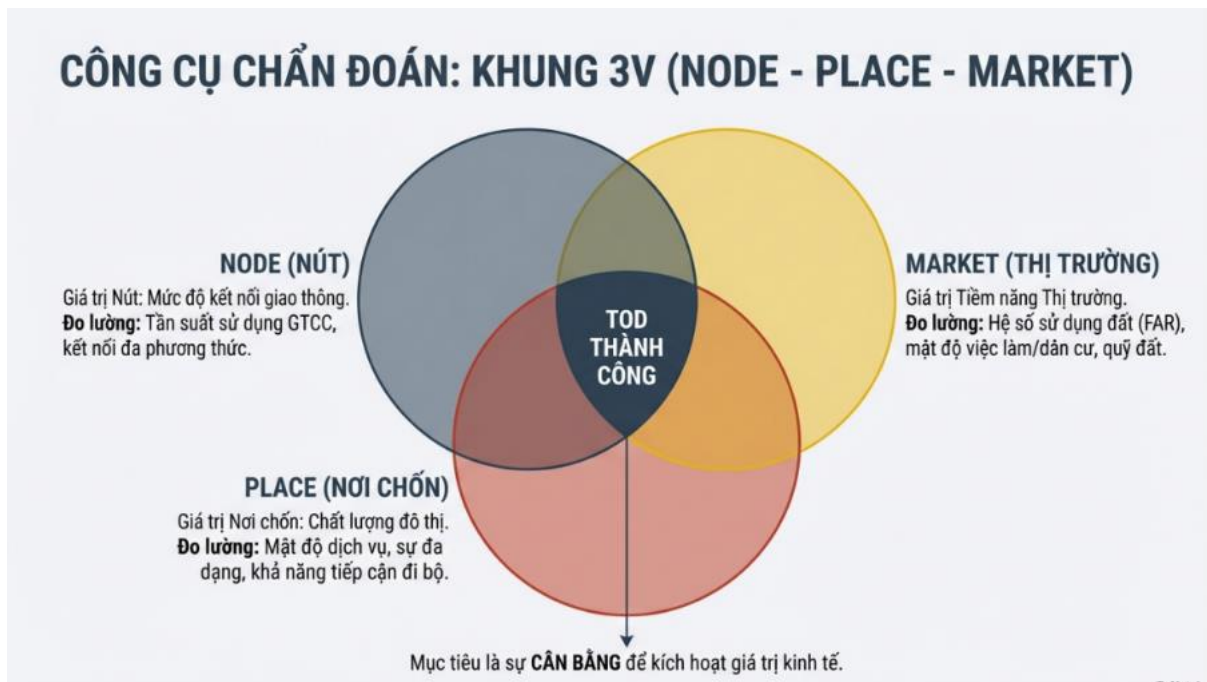 CÔNG CỤ CHẨN ĐOÁN: KHUNG 3V (NODE - PLACE - MARKET)
NODE (NÚT)
Giá trị Nút: Mức độ kết nối giao thông.
Đo lường: Tần suất sử dụng GTCC,
kết nối đa phương thức.
MARKET (THỊ TRƯỜNG)
Giá trị Tiềm năng Thị trường.
Đo lường: Hệ số sử dụng đất (FAR),
mật độ việc làm/dân cư, quỹ đất.
TOD
THÀNH
CÔNG
PLACE (NƠI CHỐN)
Giá trị Nơi chốn: Chất lượng đô thị.
Đo lường: Mật độ dịch vụ, sự đa
dạng, khả năng tiếp cận đi bộ.
Mục tiêu là sự CÂN BẰNG để kích hoạt giá trị kinh tế.